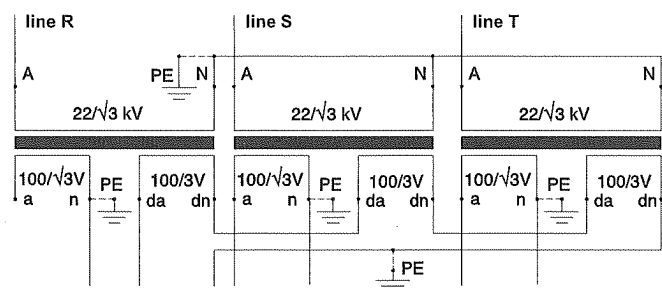 line R line S line T
A PE N A N A N
22/√3 kV 22/√3 kV 22/√3 kV
100/√3V PE 100/3V 100/√3V PE 100/3V 100/√3V PE 100/3V
a n da dn a n da dn a n da dn
PE